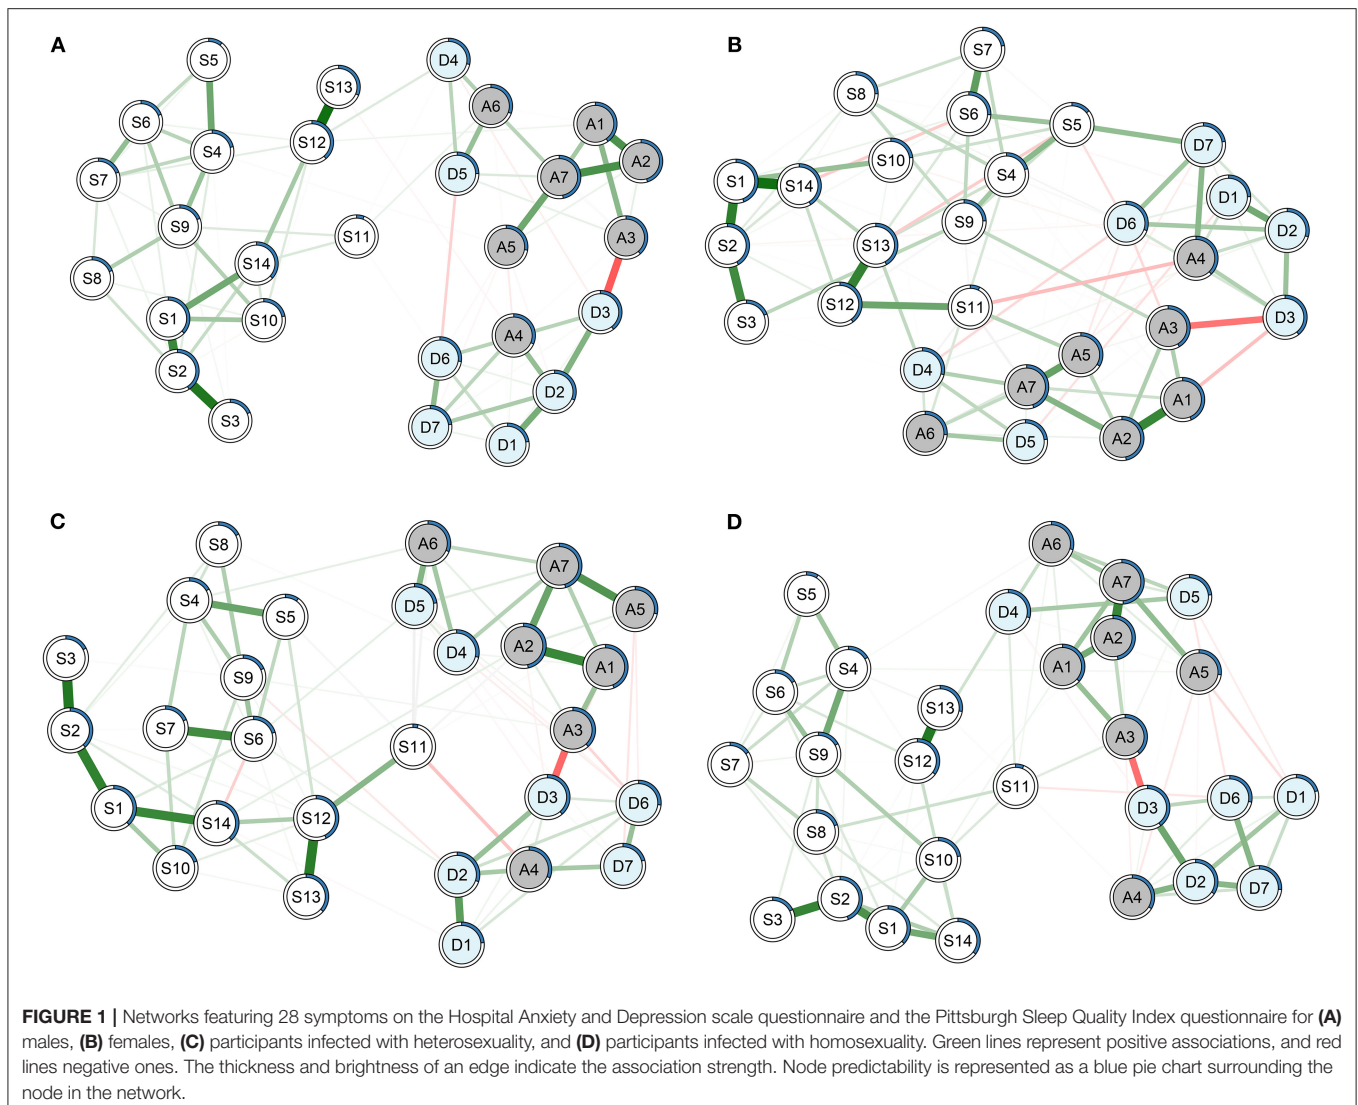 A
S5
D4
S13
A6
S6
A1
S12
S4
A2
D5
A7
S7
S9
S11
A3
A5
S14
S8
D3
S1
S10
A4
D6
S2
D2
S3
D7
D1
B
S7
S8
S6
S5
D7
S10
S4
S1
S14
D1
S9
D6
D2
S2
S13
A4
S12
S11
S3
A3
D3
A5
D4
A7
A1
A6
D5
A2
C
S8
A6
A7
S4
D5
S5
A5
A2
D4
S3
A1
S9
S7
S2
S6
A3
S11
D3
D6
S1
S14
S12
D2
A4
D7
S10
S13
D1
D
A6
A7
S5
D5
D4
A2
S4
A1
A5
S6
S13
A3
S9
S12
S7
S11
D3
D6
D1
S8
S10
D2
D7
S2
A4
S3
S1
S14
FIGURE 1 | Networks featuring 28 symptoms on the Hospital Anxiety and Depression scale questionnaire and the Pittsburgh Sleep Quality Index questionnaire for (A)
males, (B) females, (C) participants infected with heterosexuality, and (D) participants infected with homosexuality. Green lines represent positive associations, and red
lines negative ones. The thickness and brightness of an edge indicate the association strength. Node predictability is represented as a blue pie chart surrounding the
node in the network.